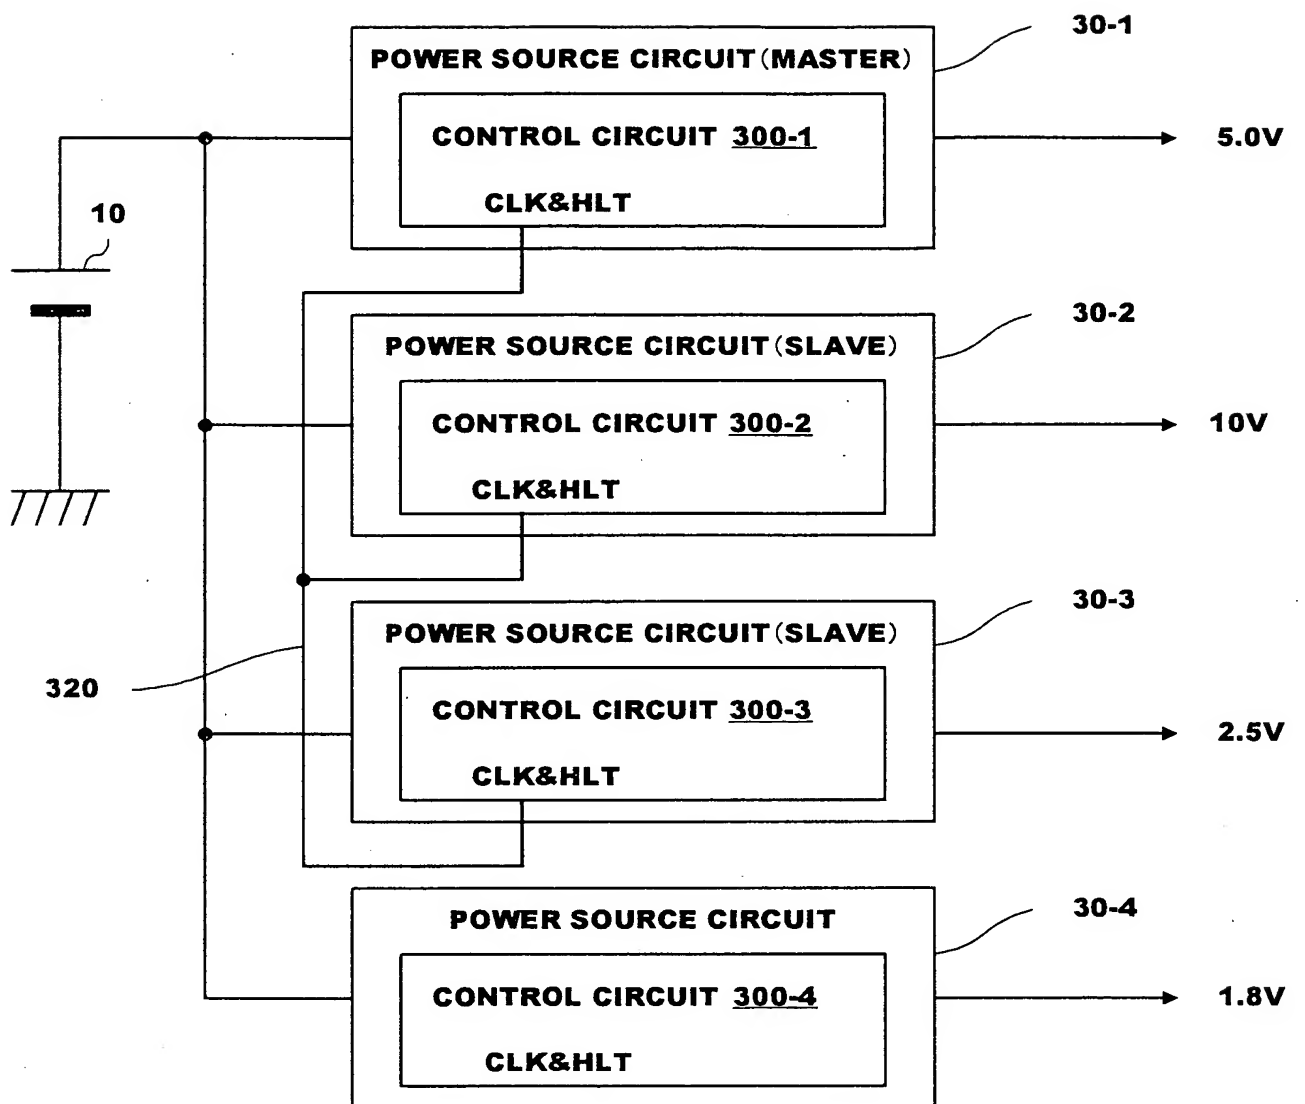 30-1
POWER SOURCE CIRCUIT(MASTER)
CONTROL CIRCUIT 300-1
5.0V
CLK&HLT
10
30-2
POWER SOURCE CIRCUIT(SLAVE)
CONTROL CIRCUIT 300-2
10V
CLK&HLT
30-3
POWER SOURCE CIRCUIT(SLAVE)
320
CONTROL CIRCUIT 300-3
2.5V
CLK&HLT
30-4
POWER SOURCE CIRCUIT
CONTROL CIRCUIT 300-4
1.8V
CLK&HLT